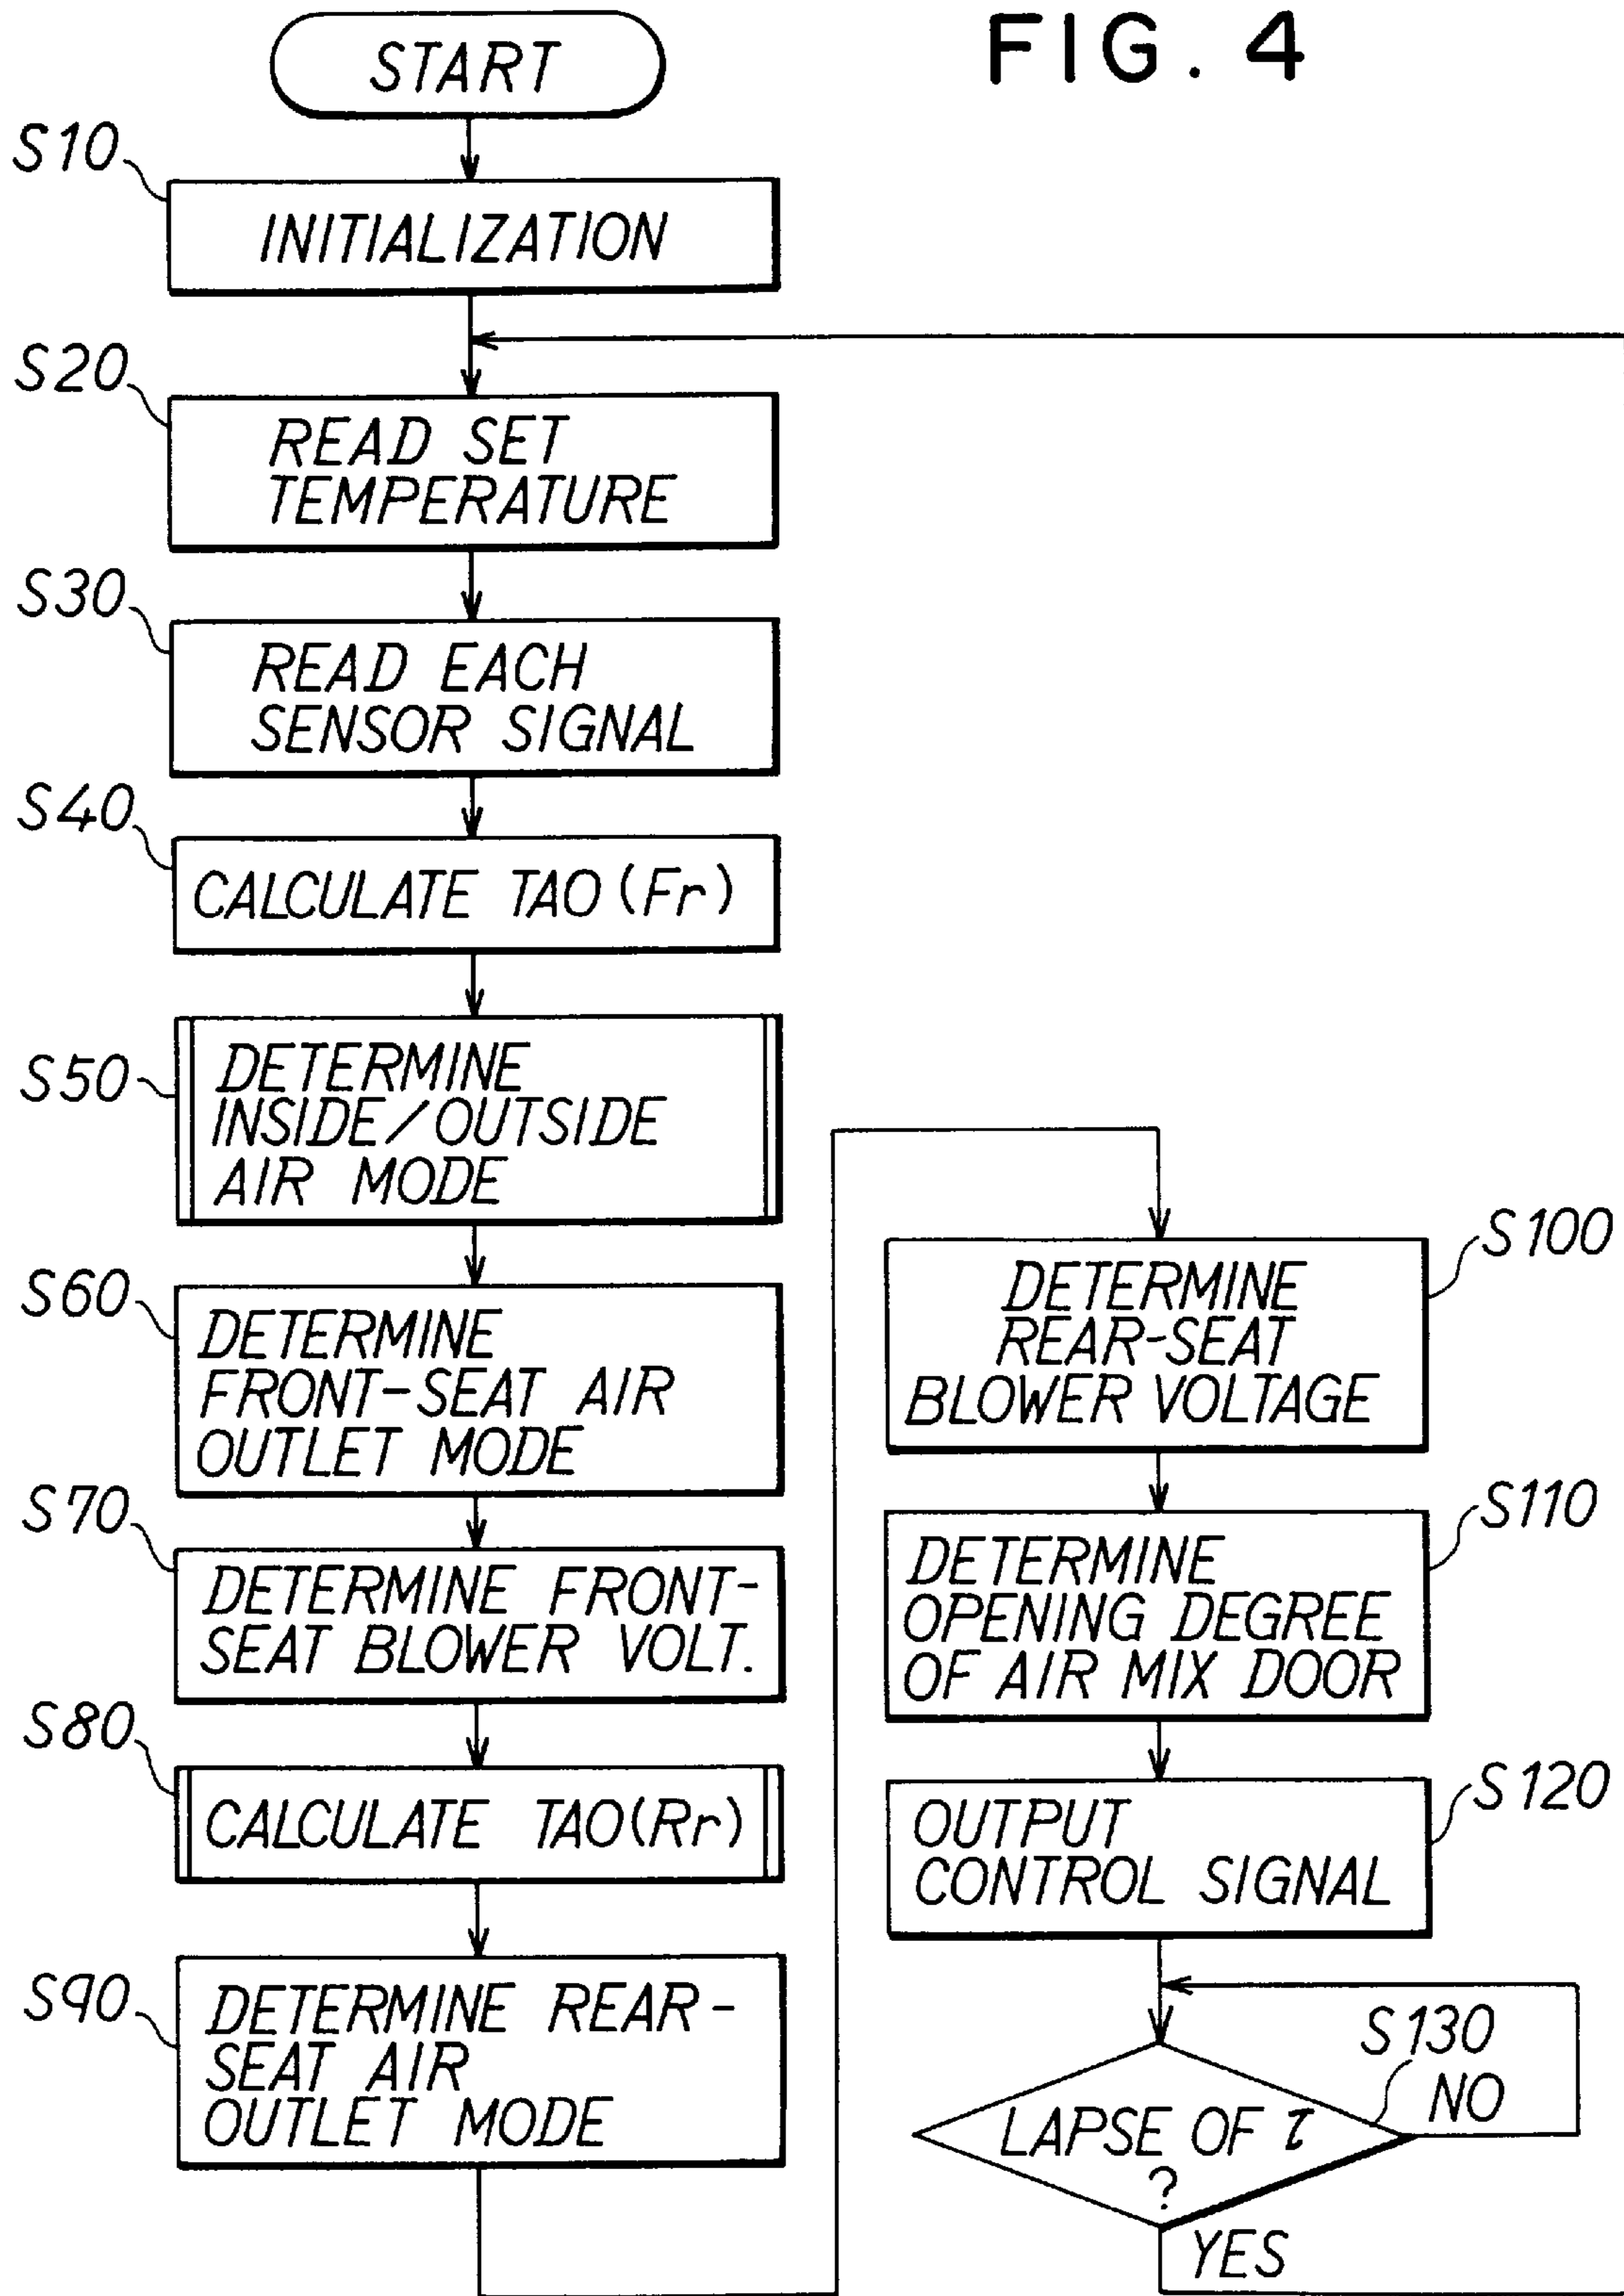 FIG. 4
START
S10
INITIALIZATION
S20
READ SET
TEMPERATURE
S30
READ EACH
SENSOR SIGNAL
S40
CALCULATE TAO (Fr)
S50
DETERMINE
INSIDE/OUTSIDE
AIR MODE
S60
DETERMINE
FRONT-SEAT AIR
OUTLET MODE
S70
DETERMINE FRONT-
SEAT BLOWER VOLT.
S80
CALCULATE TAO(Rr)
S90
DETERMINE REAR-
SEAT AIR
OUTLET MODE
S100
DETERMINE
REAR-SEAT
BLOWER VOLTAGE
S110
DETERMINE
OPENING DEGREE
OF AIR MIX DOOR
S120
OUTPUT
CONTROL SIGNAL
S130
NO
LAPSE OF τ
?
YES